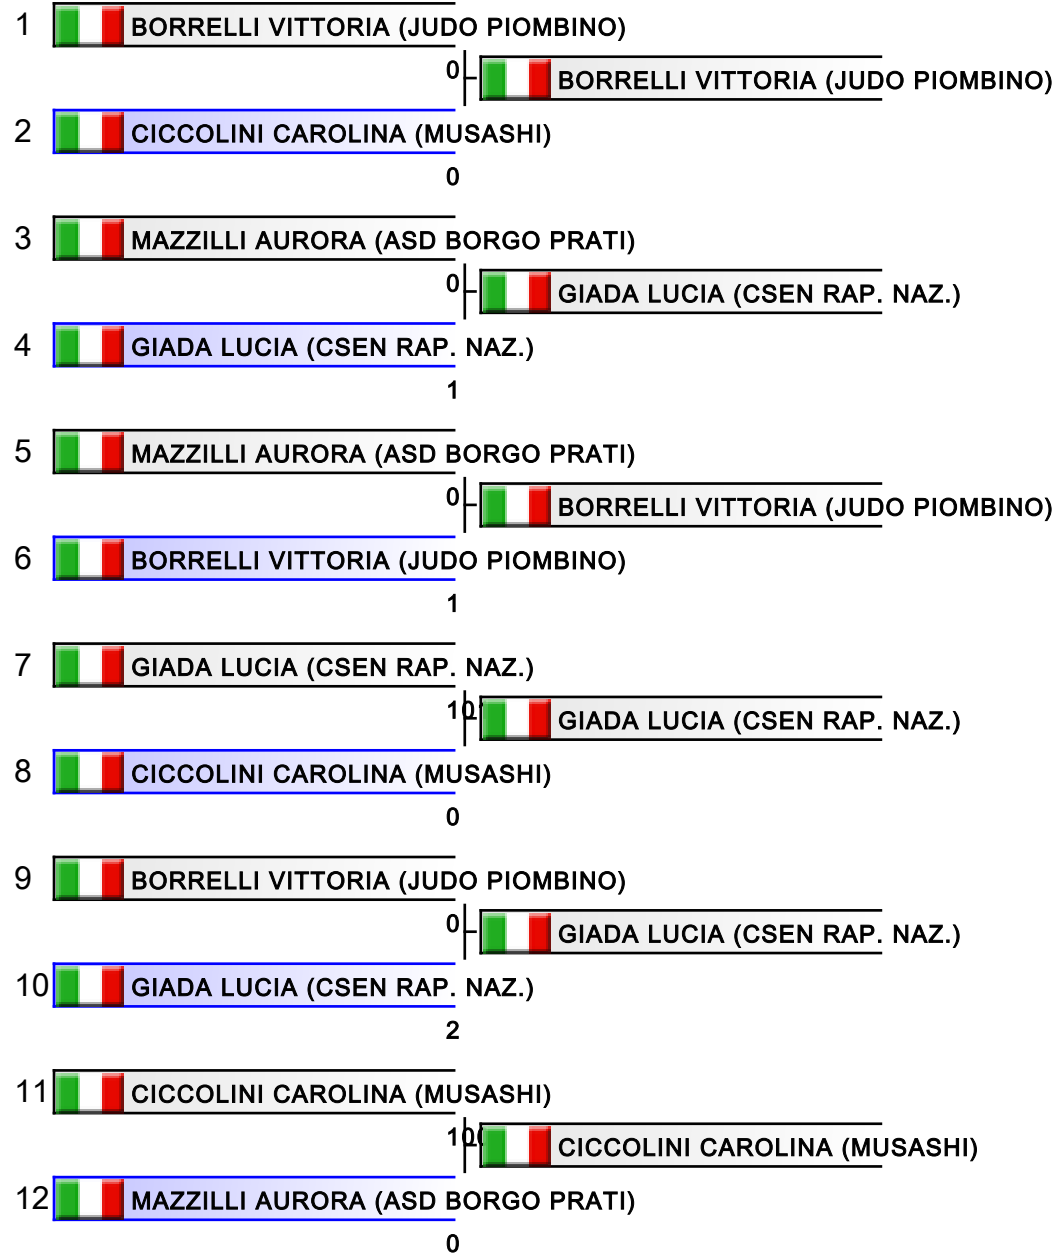 1 BORRELLI VITTORIA (JUDO PIOMBINO)
0 BORRELLI VITTORIA (JUDO PIOMBINO)
2 CICCOLINI CAROLINA (MUSASHI)
0
3 MAZZILLI AURORA (ASD BORGO PRATI)
0 GIADA LUCIA (CSEN RAP. NAZ.)
4 GIADA LUCIA (CSEN RAP. NAZ.)
1
5 MAZZILLI AURORA (ASD BORGO PRATI)
0 BORRELLI VITTORIA (JUDO PIOMBINO)
6 BORRELLI VITTORIA (JUDO PIOMBINO)
1
7 GIADA LUCIA (CSEN RAP. NAZ.)
GIADA LUCIA (CSEN RAP. NAZ.)
8 CICCOLINI CAROLINA (MUSASHI)
0
9 BORRELLI VITTORIA (JUDO PIOMBINO)
0 GIADA LUCIA (CSEN RAP. NAZ.)
10 GIADA LUCIA (CSEN RAP. NAZ.)
2
11 CICCOLINI CAROLINA (MUSASHI)
CICCOLINI CAROLINA (MUSASHI)
12 MAZZILLI AURORA (ASD BORGO PRATI)
0